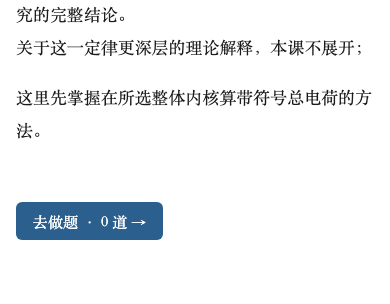 究的完整结论。
关于这一定律更深层的理论解释，本课不展开；
这里先掌握在所选整体内核算带符号总电荷的方
法。
去做题 · 0 道 →